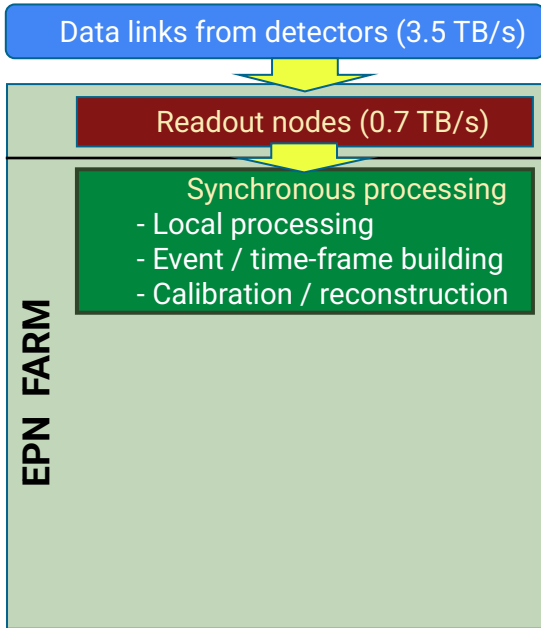 Data links from detectors (3.5 TB/s)
Readout nodes (0.7 TB/s)
Synchronous processing
- Local processing
- Event / time-frame building
- Calibration / reconstruction
EPN FARM